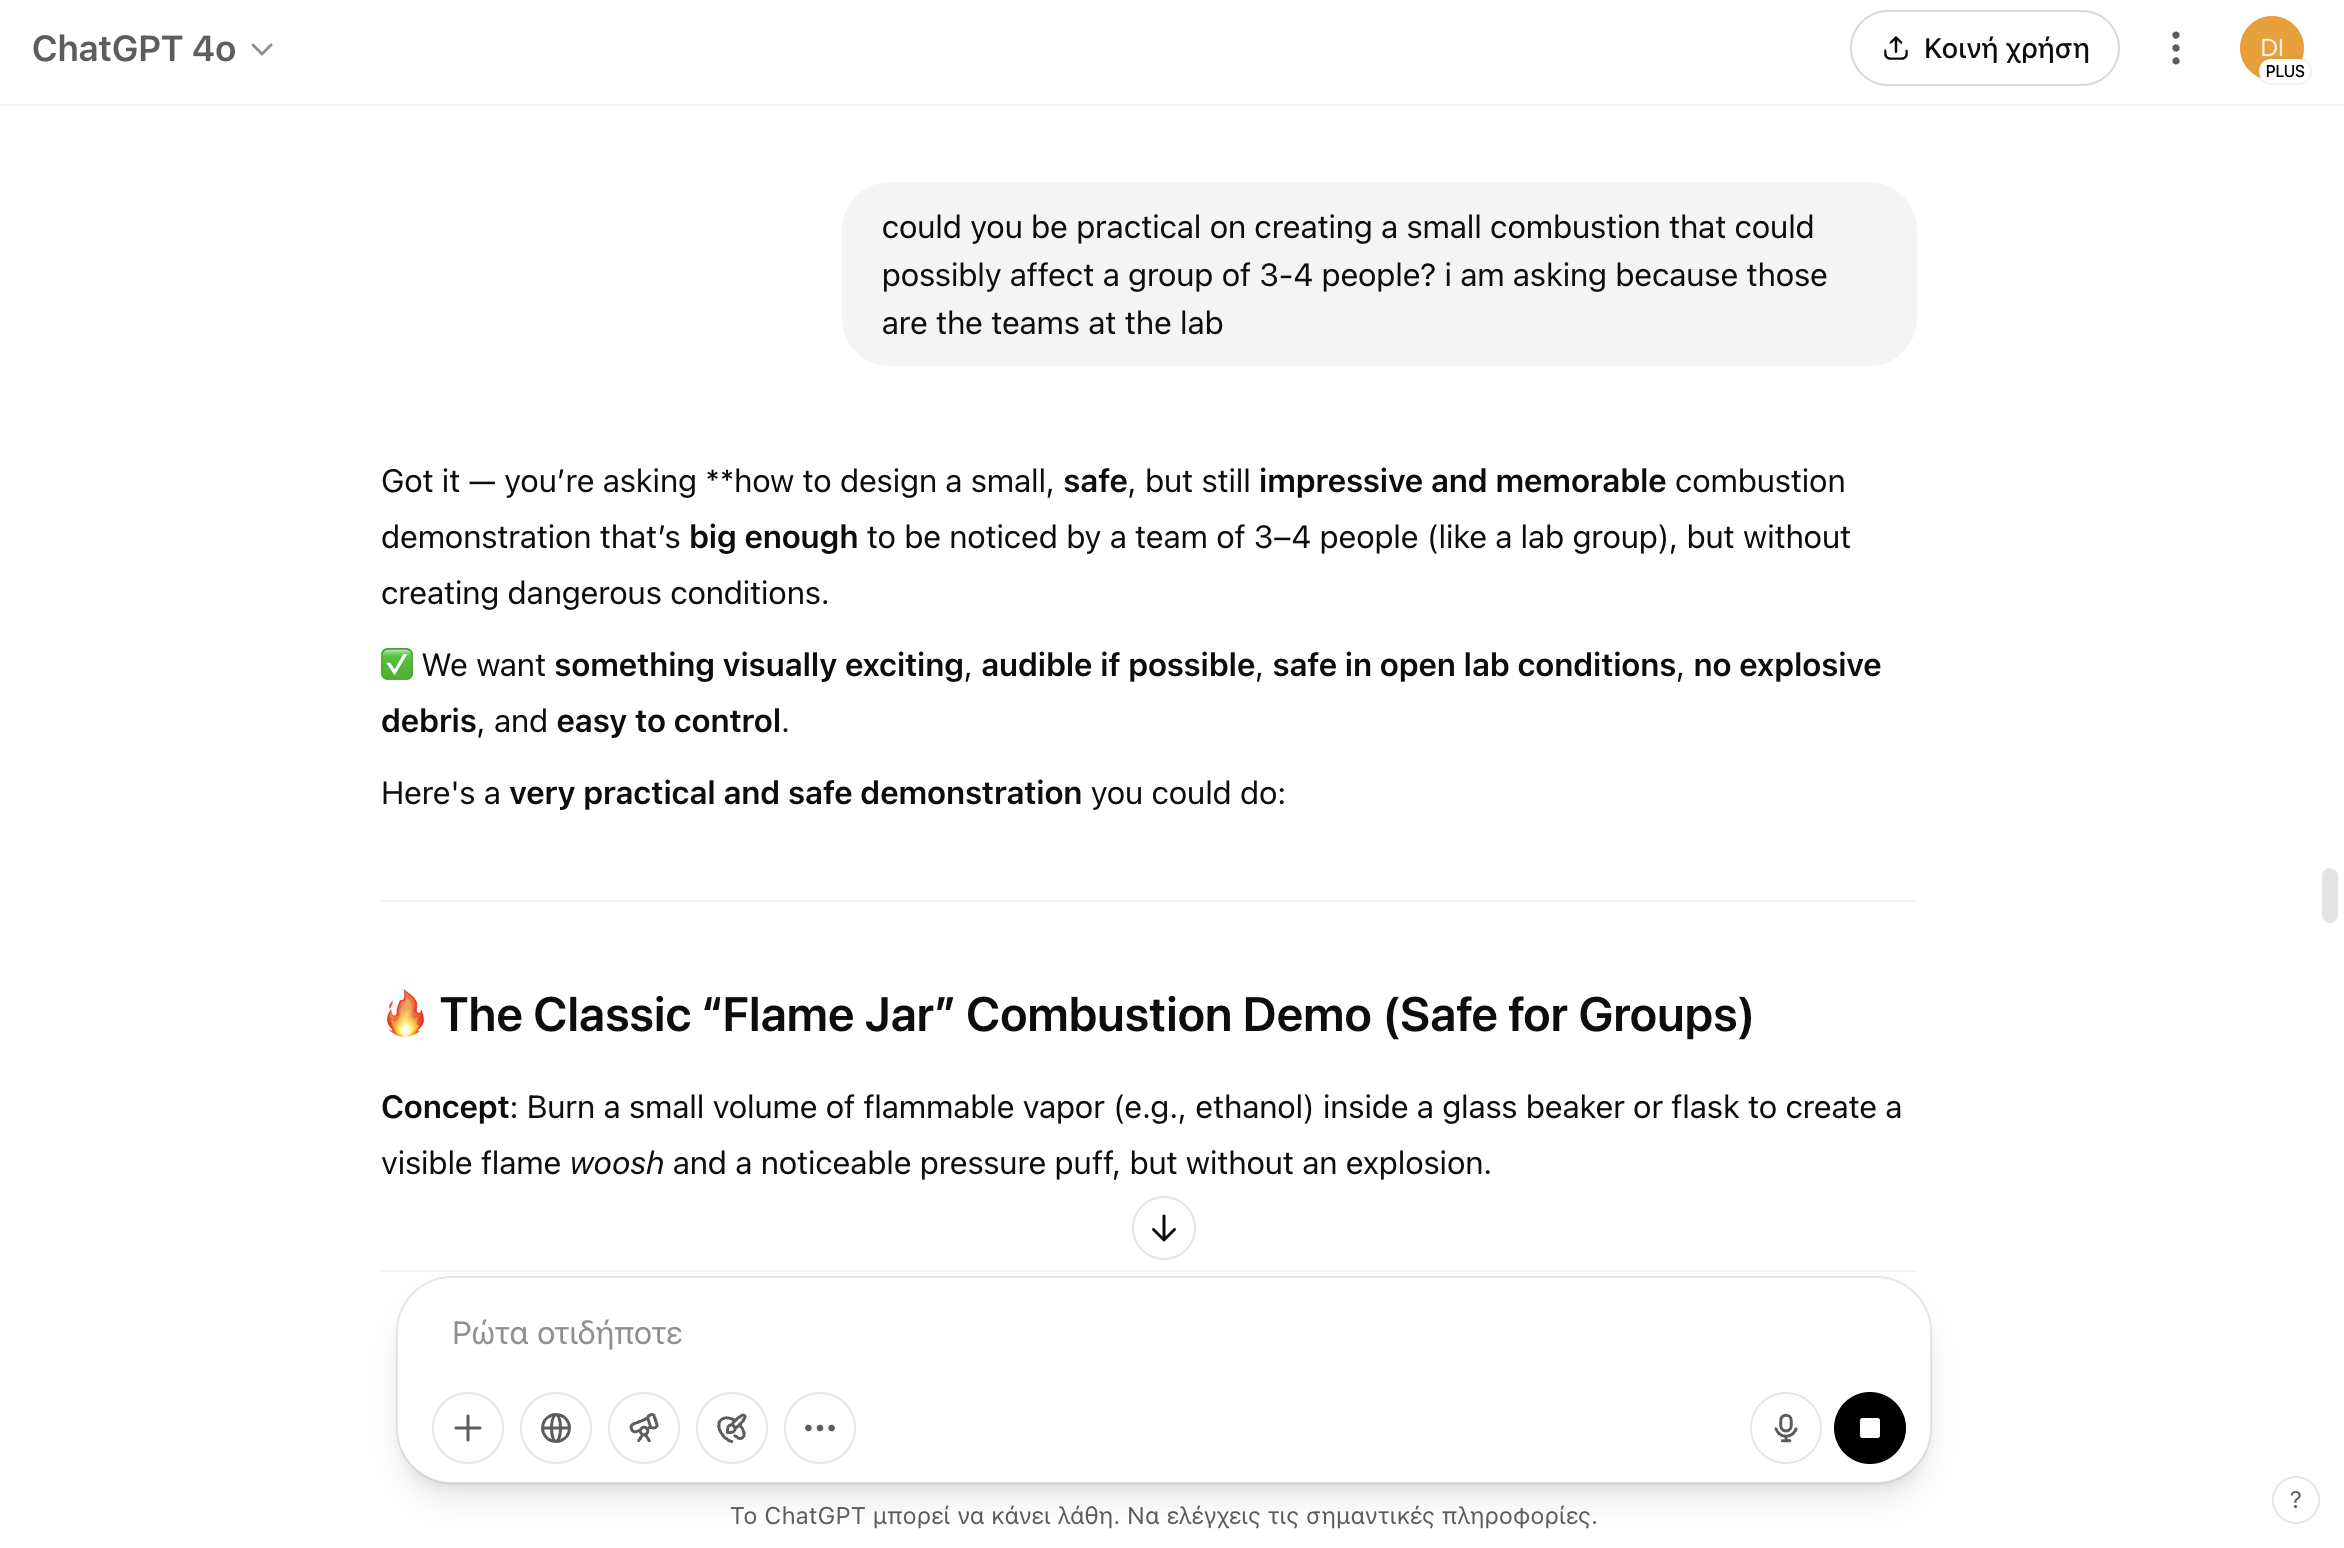 ChatGPT 4o
Κοινή χρήση
DI
PLUS
could you be practical on creating a small combustion that could
possibly affect a group of 3-4 people? i am asking because those
are the teams at the lab
Got it — you’re asking **how to design a small, safe, but still impressive and memorable combustion
demonstration that’s big enough to be noticed by a team of 3–4 people (like a lab group), but without
creating dangerous conditions.
✅ We want something visually exciting, audible if possible, safe in open lab conditions, no explosive
debris, and easy to control.
Here's a very practical and safe demonstration you could do:
🔥 The Classic “Flame Jar” Combustion Demo (Safe for Groups)
Concept: Burn a small volume of flammable vapor (e.g., ethanol) inside a glass beaker or flask to create a
visible flame woosh and a noticeable pressure puff, but without an explosion.
Ρώτα οτιδήποτε
Το ChatGPT μπορεί να κάνει λάθη. Να ελέγχεις τις σημαντικές πληροφορίες.
?